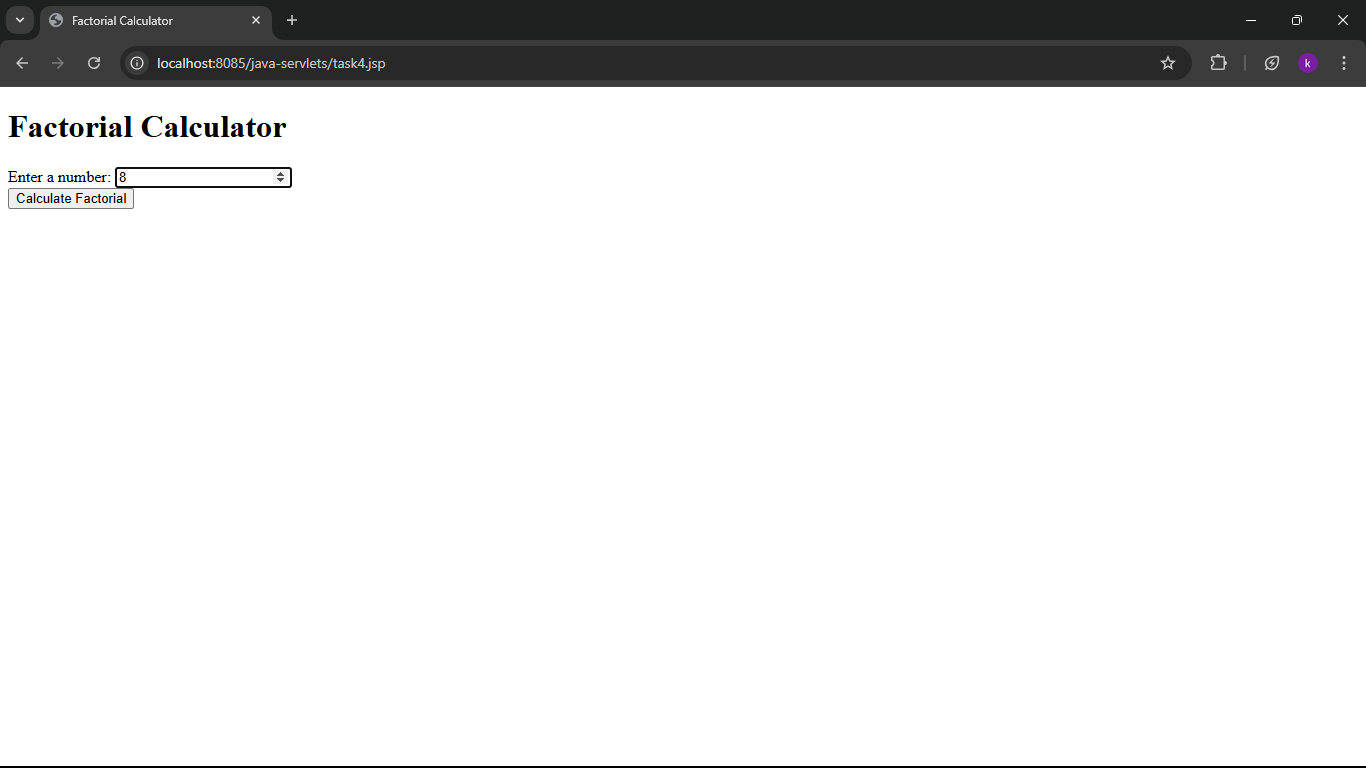 Factorial Calculator
localhost:8085/java-servlets/task4.jsp
k
Factorial Calculator
Enter a number: 8
Calculate Factorial